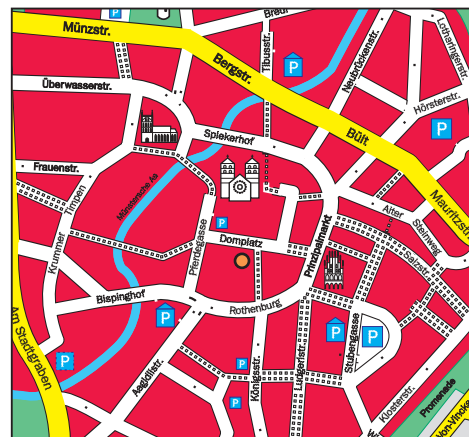 Breul
Münzstr.
P
Tibusstr.
P
Bergstr.
Neubrückenstr.
Lotharingerstr.
Überwasserstr.
Hörsterstr.
P
Spiekerhof
Bült
Frauenstr.
Timpen
Krummer
Münstersche Aa
Mauritzstr.
Alter
Steinweg
Pferdegasse
P
Domplatz
Prinzipalmarkt
Salzstr.
Bispinghof
P
Rothenburg
P
P
Stubengasse
Am Stadtgraben
P
Aegidiistr.
P
Königsstr.
Ludgeristr.
Klosterstr.
Promenade
P
Von-Vincke